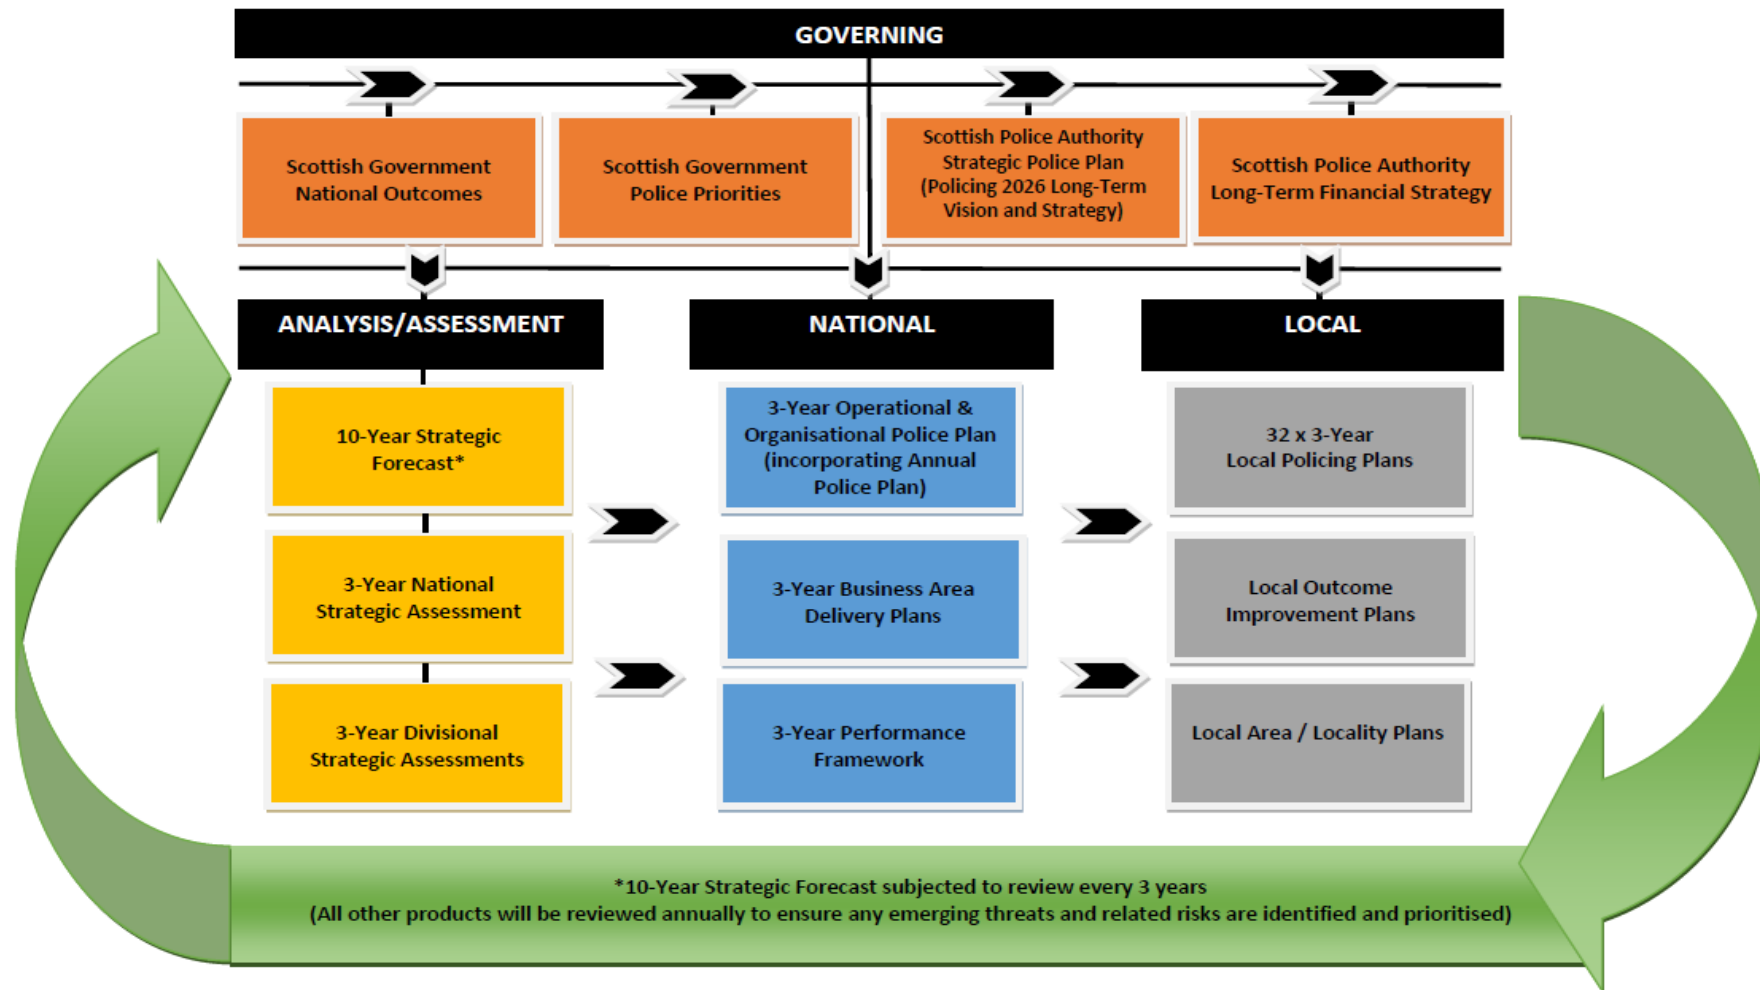 GOVERNING
Scottish Government
National Outcomes
Scottish Government
Police Priorities
Scottish Police Authority
Strategic Police Plan
(Policing 2026 Long-Term
Vision and Strategy)
Scottish Police Authority
Long-Term Financial Strategy
ANALYSIS/ASSESSMENT
10-Year Strategic
Forecast*
3-Year National
Strategic Assessment
3-Year Divisional
Strategic Assessments
NATIONAL
3-Year Operational &
Organisational Police Plan
(incorporating Annual
Police Plan)
3-Year Business Area
Delivery Plans
3-Year Performance
Framework
LOCAL
32 x 3-Year
Local Policing Plans
Local Outcome
Improvement Plans
Local Area / Locality Plans
*10-Year Strategic Forecast subjected to review every 3 years
(All other products will be reviewed annually to ensure any emerging threats and related risks are identified and prioritised)